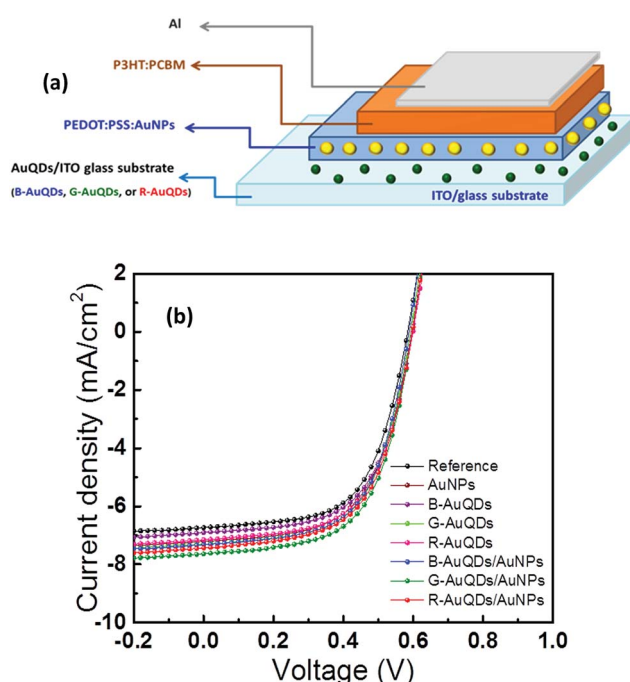 Al
(a)
P3HT:PCBM
PEDOT:PSS:AuNPs
AuQDs/ITO glass substrate
(B-AuQDs, G-AuQDs, or R-AuQDs)
ITO/glass substrate
(b)
Current density (mA/cm²)
2
0
-2
-4
-6
-8
-10
Reference
AuNPs
B-AuQDs
G-AuQDs
R-AuQDs
B-AuQDs/AuNPs
G-AuQDs/AuNPs
R-AuQDs/AuNPs
-0.2 0.0 0.2 0.4 0.6 0.8 1.0
Voltage (V)